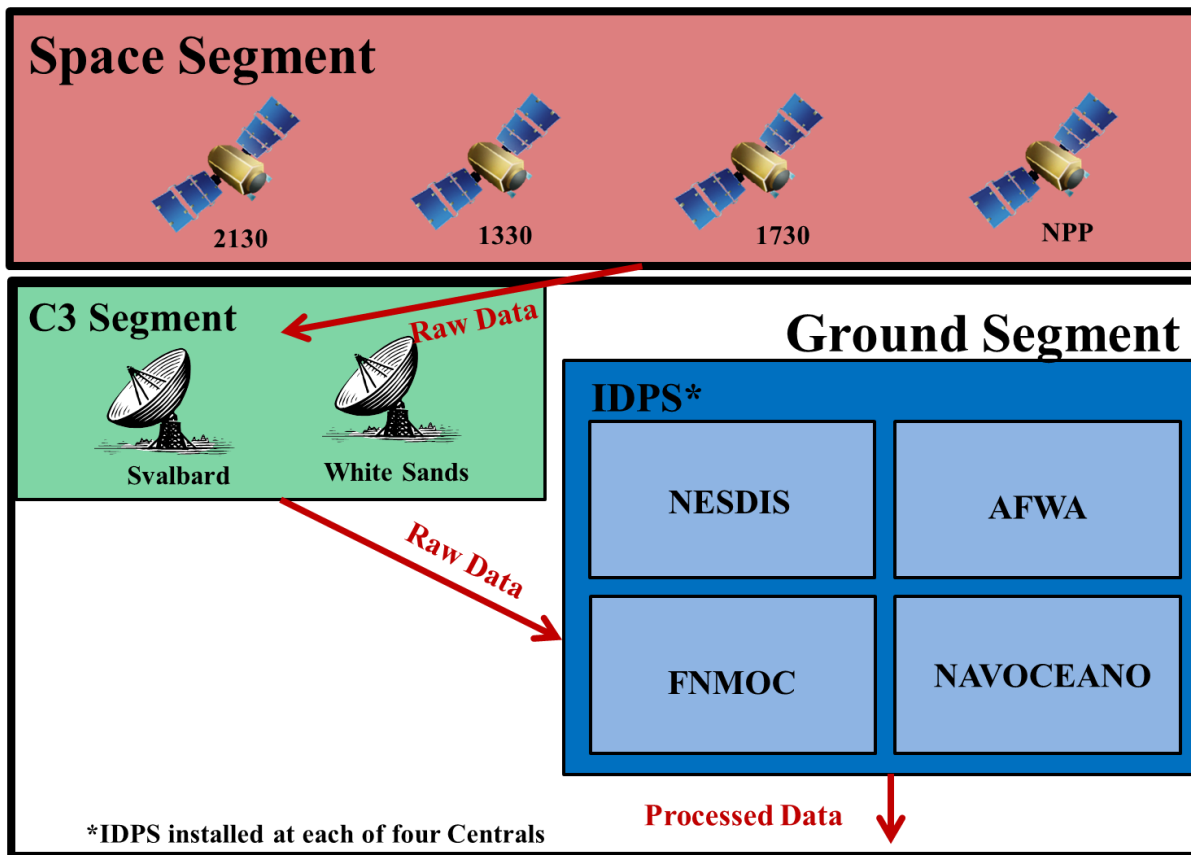 Space Segment
2130
1330
1730
NPP
C3 Segment
Raw Data
Svalbard
White Sands
Ground Segment
IDPS*
NESDIS
AFWA
FNMOC
NAVOCEANO
Raw Data
Processed Data
*IDPS installed at each of four Centrals